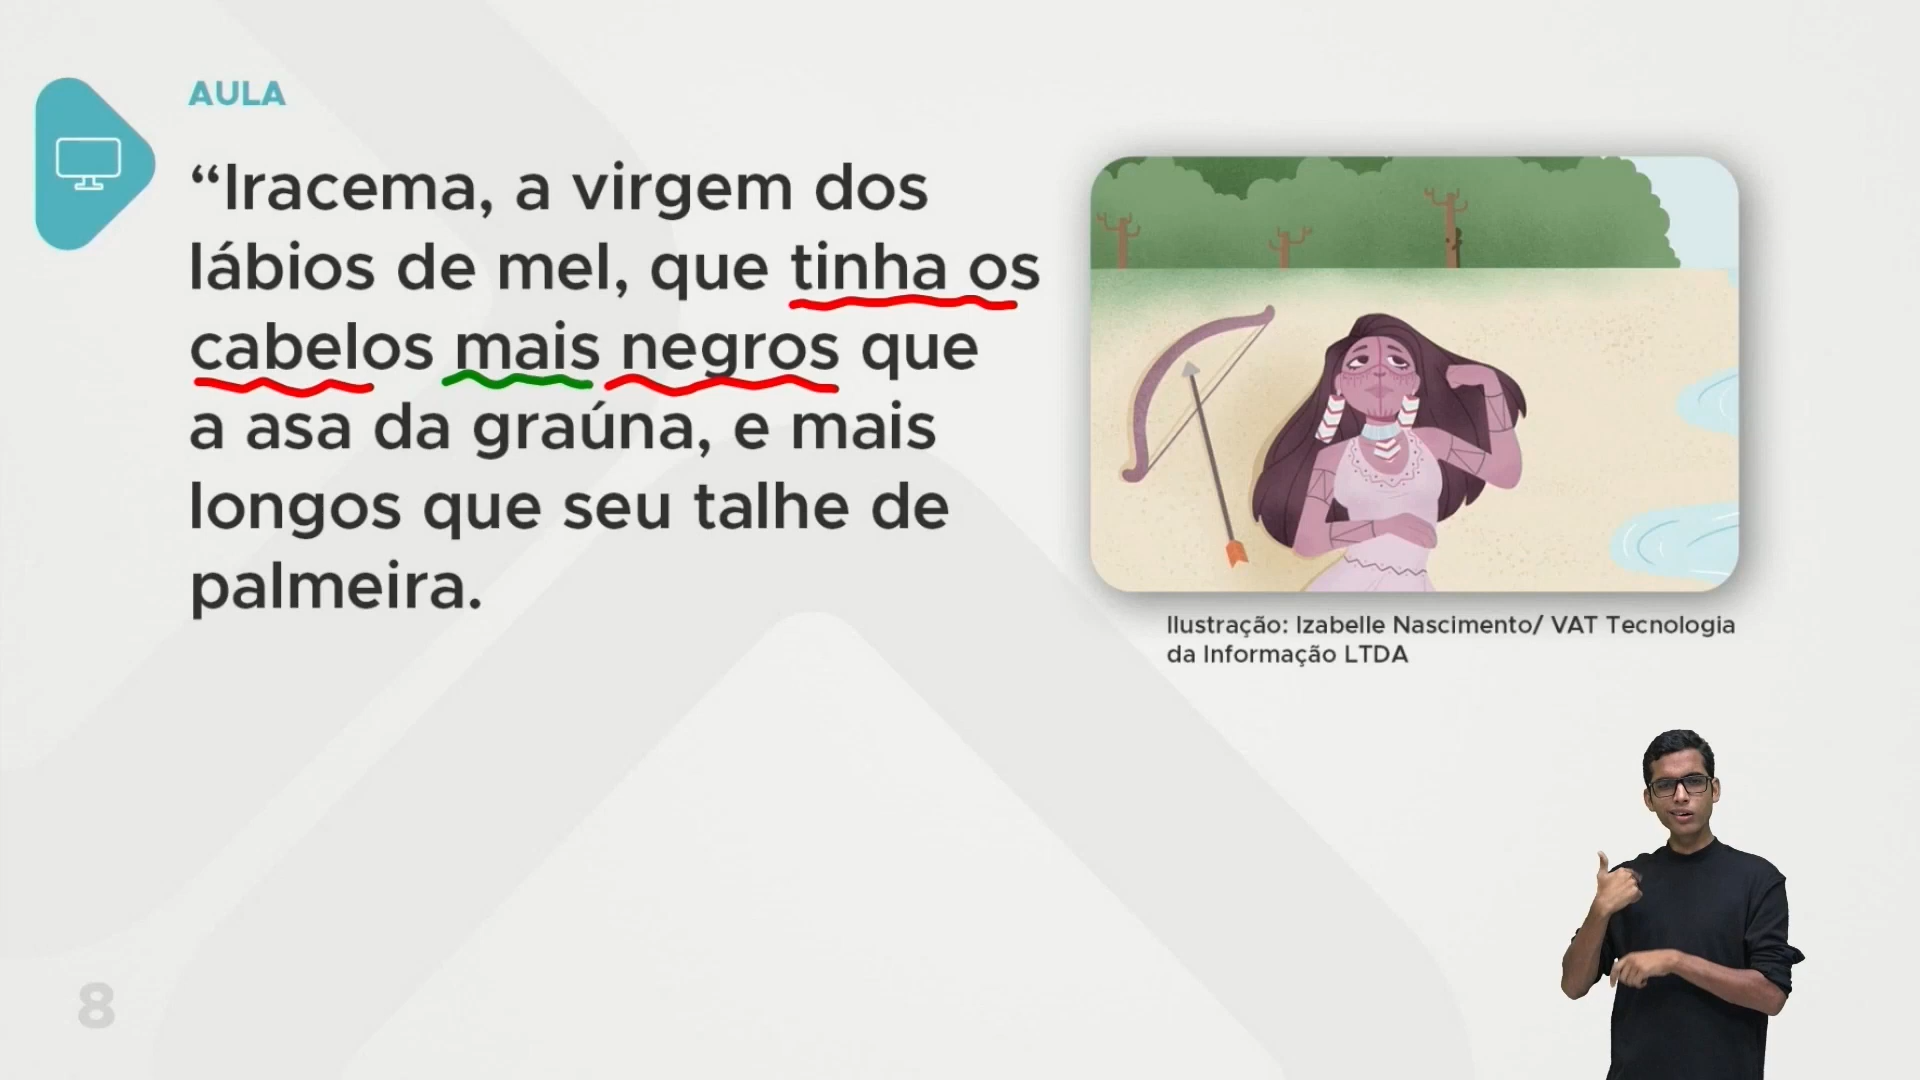 AULA
“Iracema, a virgem dos
lábios de mel, que tinha os
cabelos mais negros que
a asa da graúna, e mais
longos que seu talhe de
palmeira.
Ilustração: Izabelle Nascimento/ VAT Tecnologia
da Informação LTDA
8